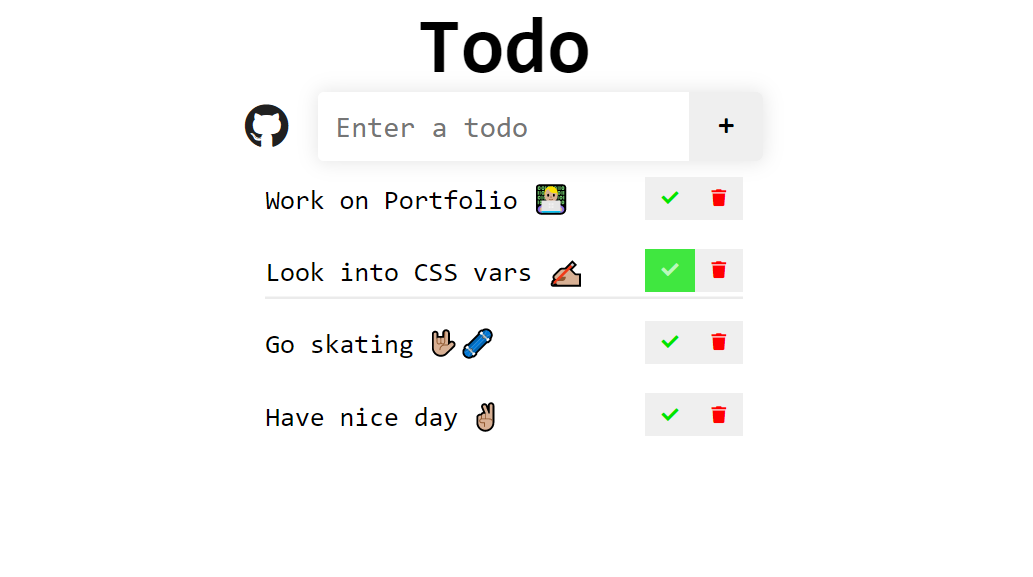 Todo
Enter a todo +
Work on Portfolio 👨🏼‍💻
Look into CSS vars ✍🏽
Go skating 🤟🏽🛹
Have nice day ✌🏽